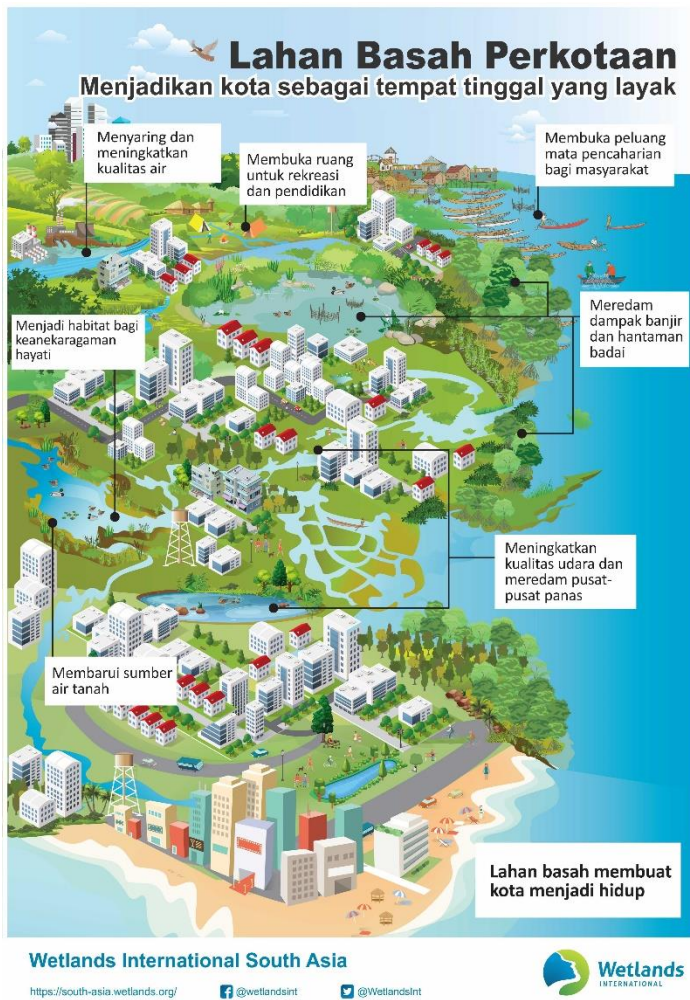 Lahan Basah Perkotaan
Menjadikan kota sebagai tempat tinggal yang layak
Menyaring dan
meningkatkan
kualitas air
Membuka ruang
untuk rekreasi
dan pendidikan
Membuka peluang
mata pencaharian
bagi masyarakat
Menjadi habitat bagi
keanekaragaman
hayati
Meredam
dampak banjir
dan hantaman
badai
Meningkatkan
kualitas udara dan
meredam pusat-
pusat panas
Membarui sumber
air tanah
Lahan basah membuat
kota menjadi hidup
Wetlands International South Asia
https://south-asia.wetlands.org/
@wetlandsint
@WetlandsInt
Wetlands
INTERNATIONAL